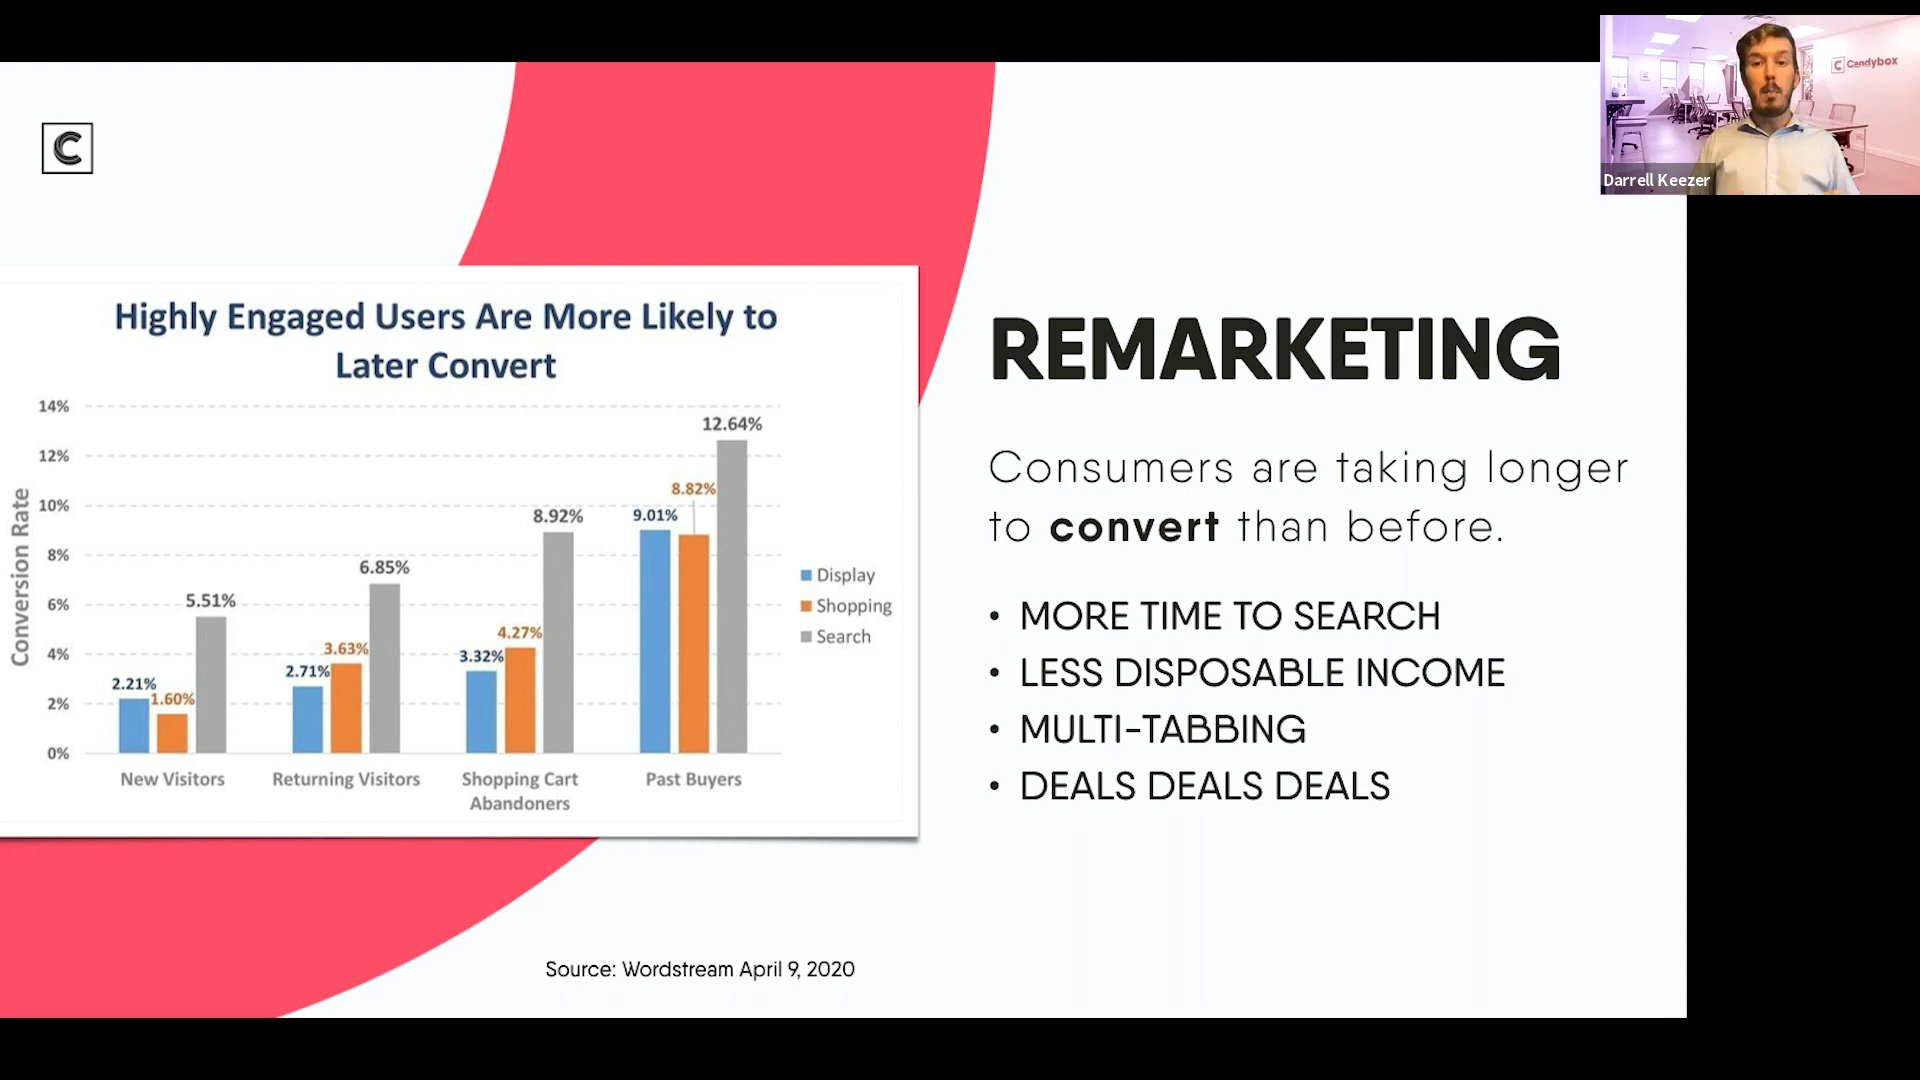 C Candybox
Darrell Keezer
C
Highly Engaged Users Are More Likely to
Later Convert
Conversion Rate
14%
12%
10%
8%
6%
4%
2%
0%
2.21%
1.60%
5.51%
2.71%
3.63%
6.85%
3.32%
4.27%
8.92%
9.01%
8.82%
12.64%
New Visitors
Returning Visitors
Shopping Cart
Abandoners
Past Buyers
Display
Shopping
Search
REMARKETING
Consumers are taking longer
to convert than before.
• MORE TIME TO SEARCH
• LESS DISPOSABLE INCOME
• MULTI-TABBING
• DEALS DEALS DEALS
Source: Wordstream April 9, 2020